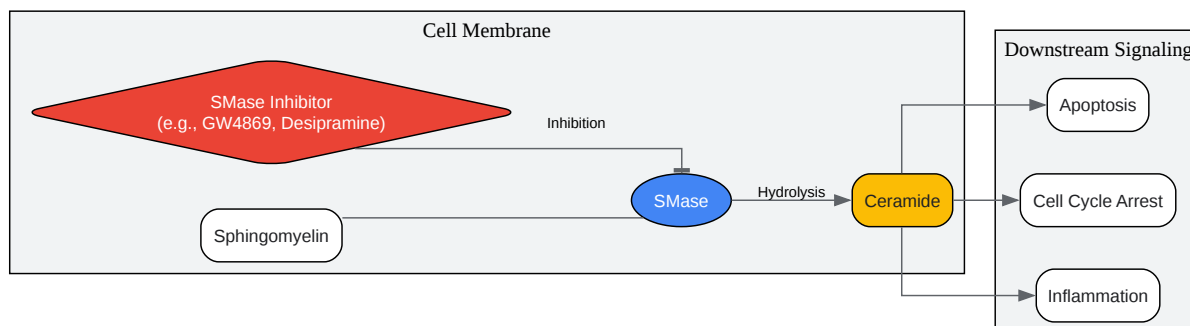 Cell Membrane
SMase Inhibitor
(e.g., GW4869, Desipramine)
Inhibition
Sphingomyelin
SMase
Hydrolysis
Ceramide
Downstream Signaling
Apoptosis
Cell Cycle Arrest
Inflammation